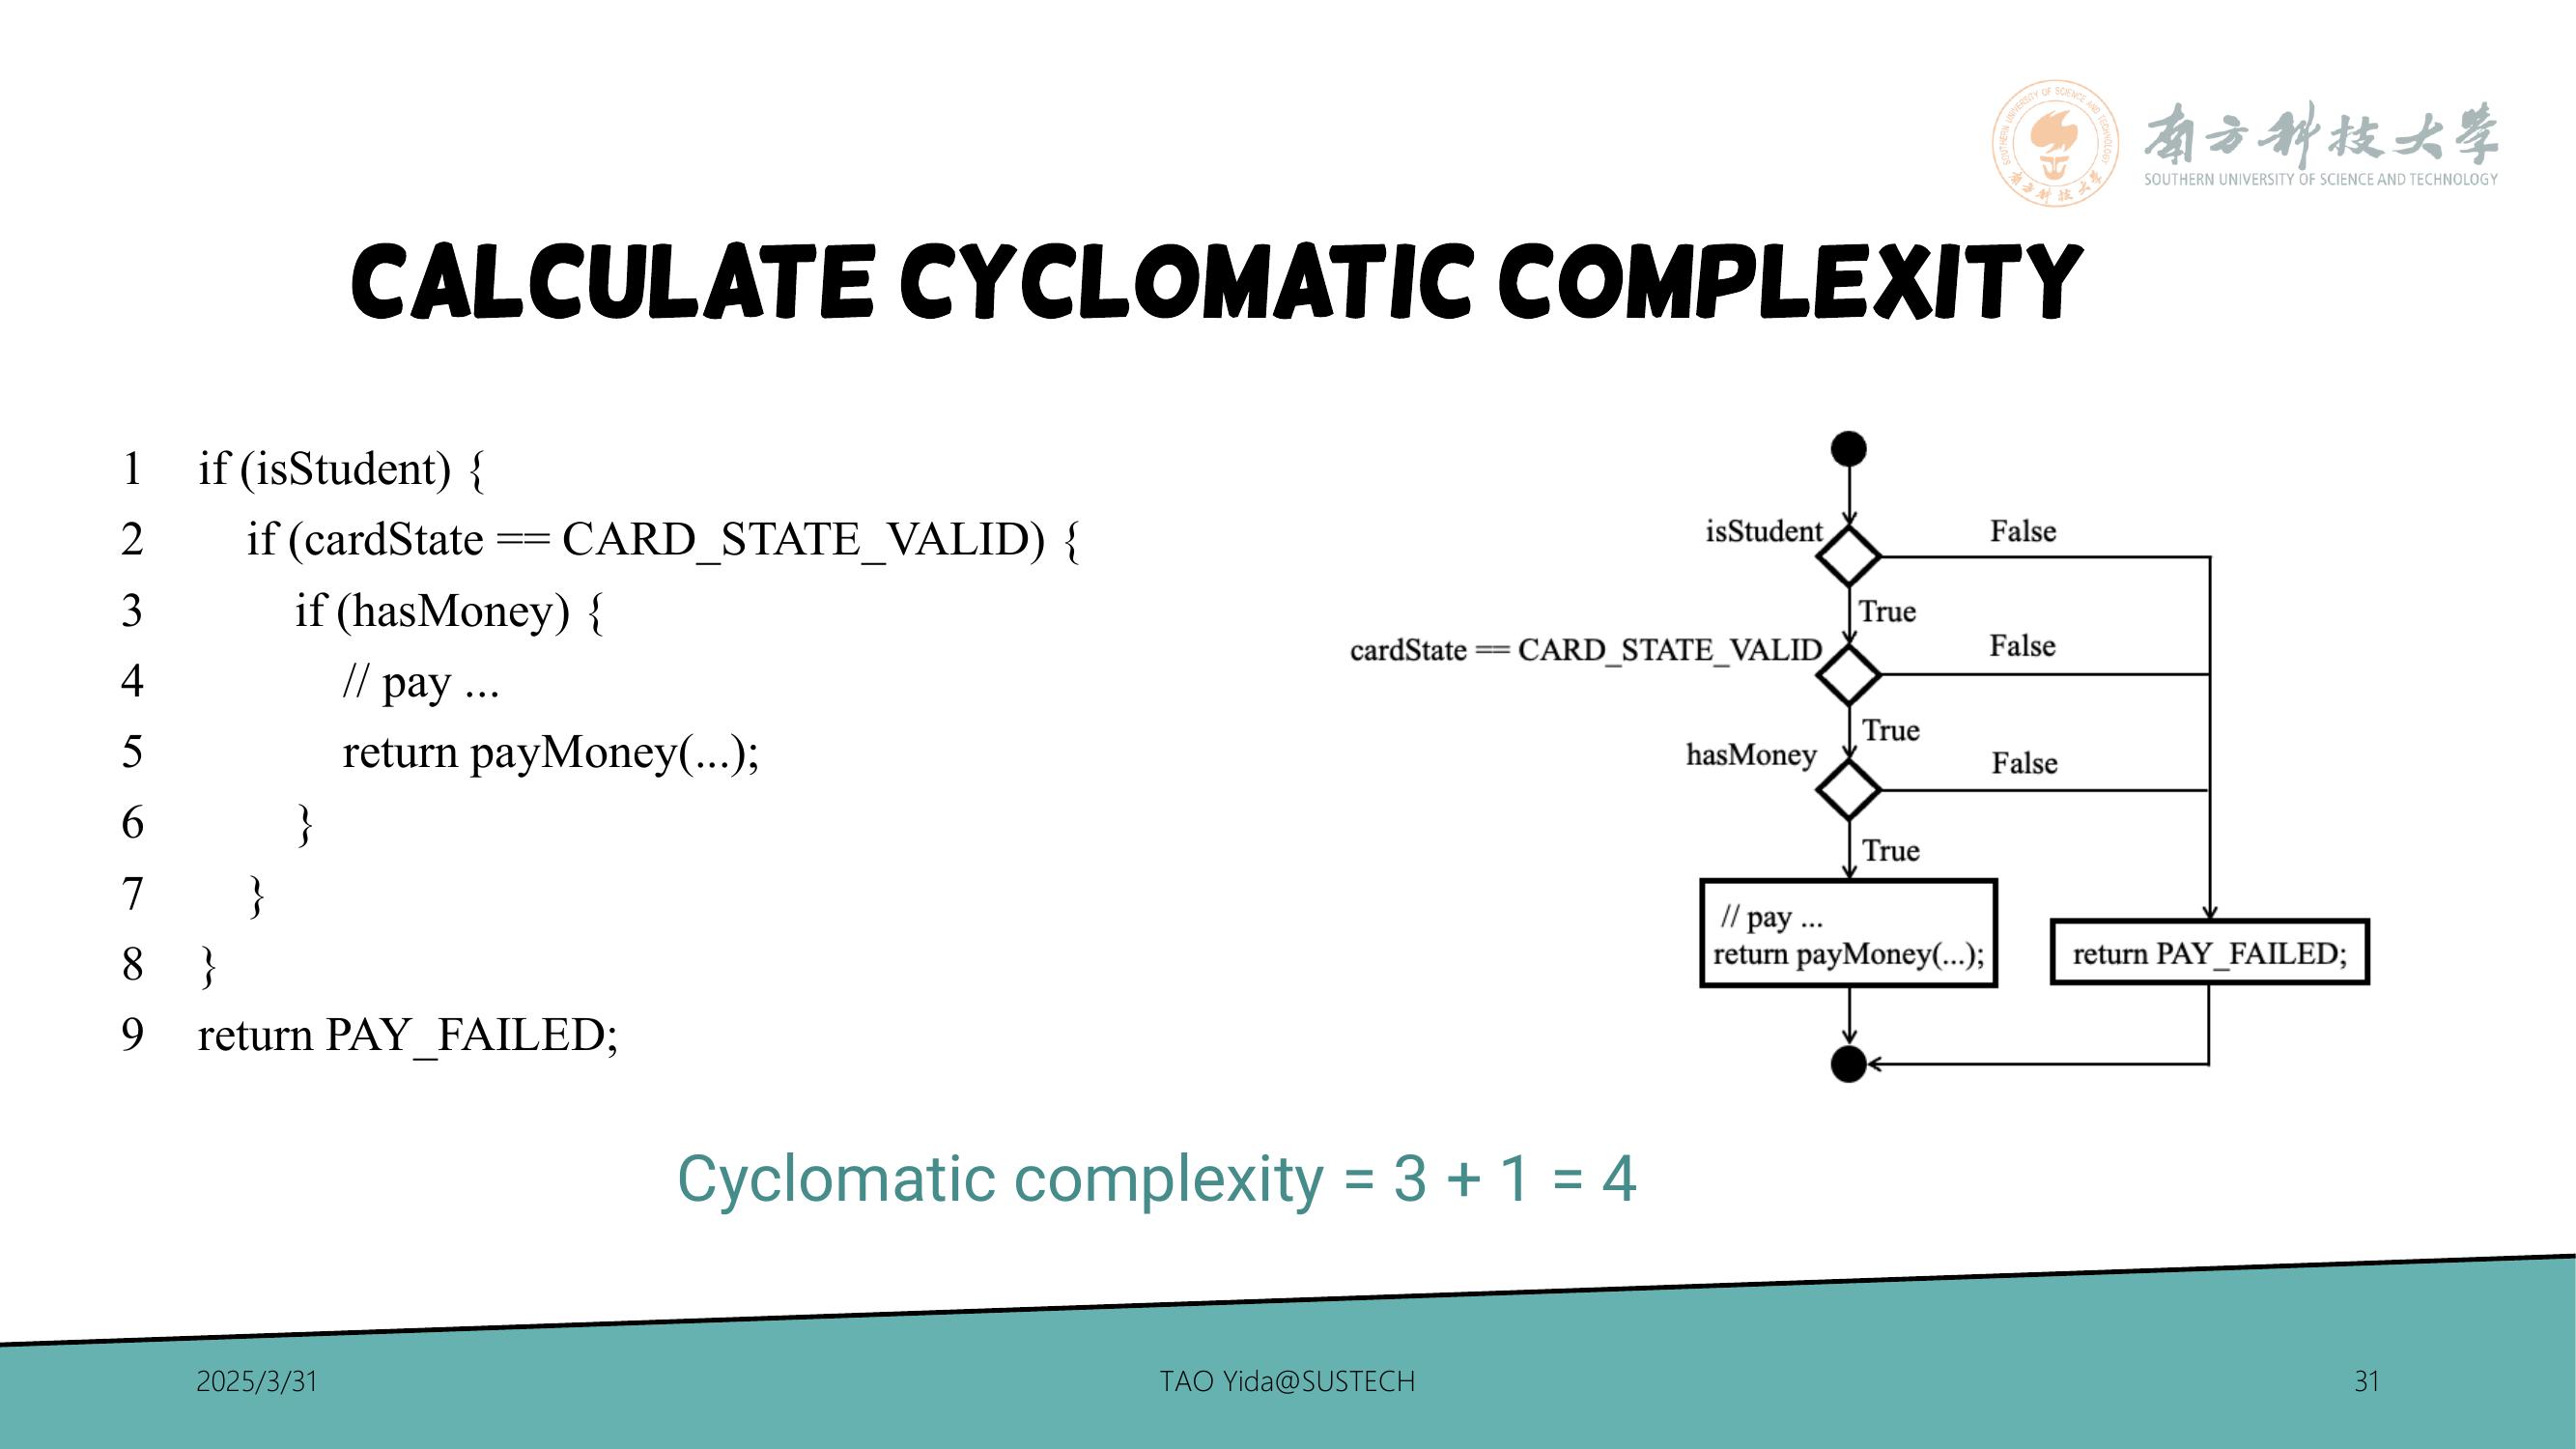 南方科技大学
SOUTHERN UNIVERSITY OF SCIENCE AND TECHNOLOGY
CALCULATE CYCLOMATIC COMPLEXITY
1 if (isStudent) {
2 if (cardState == CARD_STATE_VALID) {
3 if (hasMoney) {
4 // pay ...
5 return payMoney(...);
6 }
7 }
8 }
9 return PAY_FAILED;
isStudent
False
True
cardState == CARD_STATE_VALID
False
True
hasMoney
False
True
// pay ...
return payMoney(...);
return PAY_FAILED;
Cyclomatic complexity = 3 + 1 = 4
2025/3/31
TAO Yida@SUSTECH
31